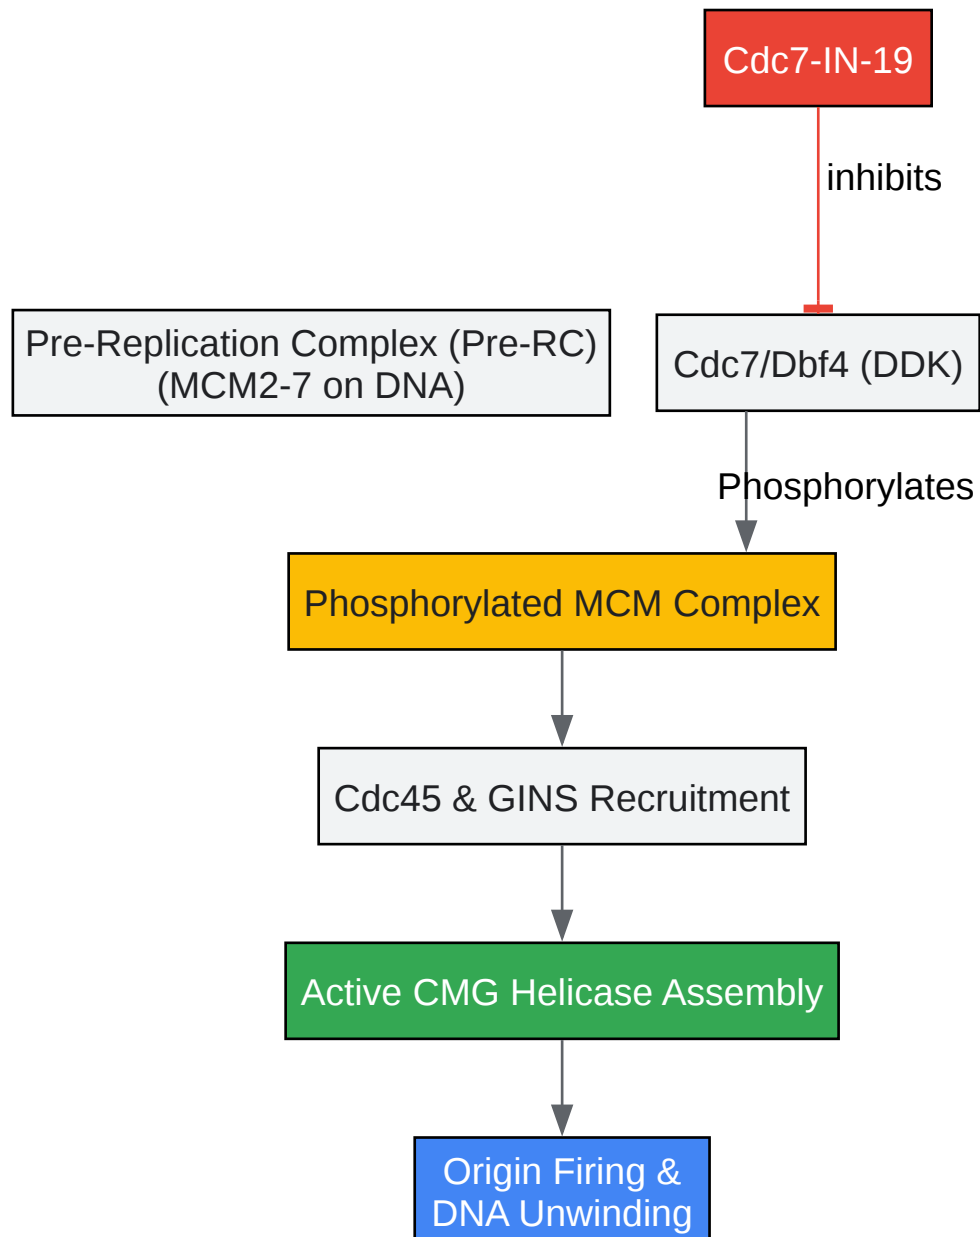 Cdc7-IN-19
inhibits
Pre-Replication Complex (Pre-RC)
(MCM2-7 on DNA)
Cdc7/Dbf4 (DDK)
Phosphorylates
Phosphorylated MCM Complex
Cdc45 & GINS Recruitment
Active CMG Helicase Assembly
Origin Firing &
DNA Unwinding